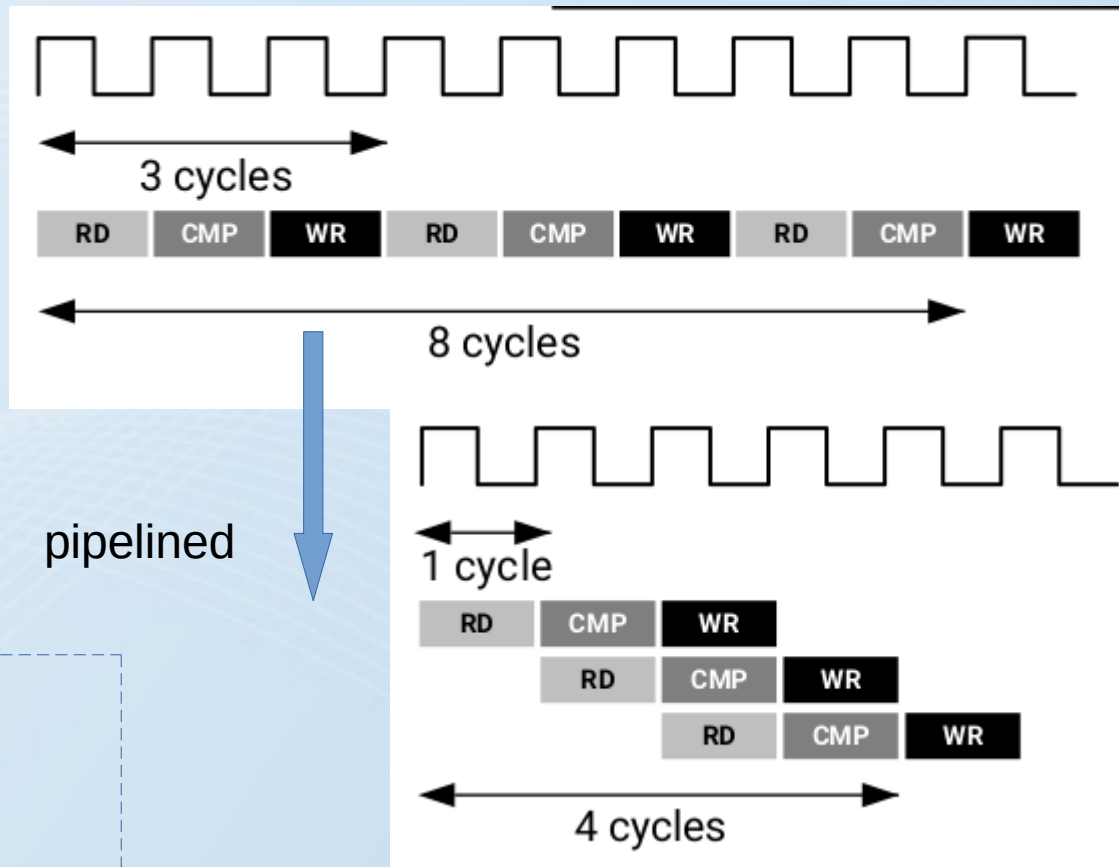 3 cycles
RD CMP WR RD CMP WR RD CMP WR
8 cycles
pipelined
1 cycle
RD CMP WR
RD CMP WR
RD CMP WR
4 cycles